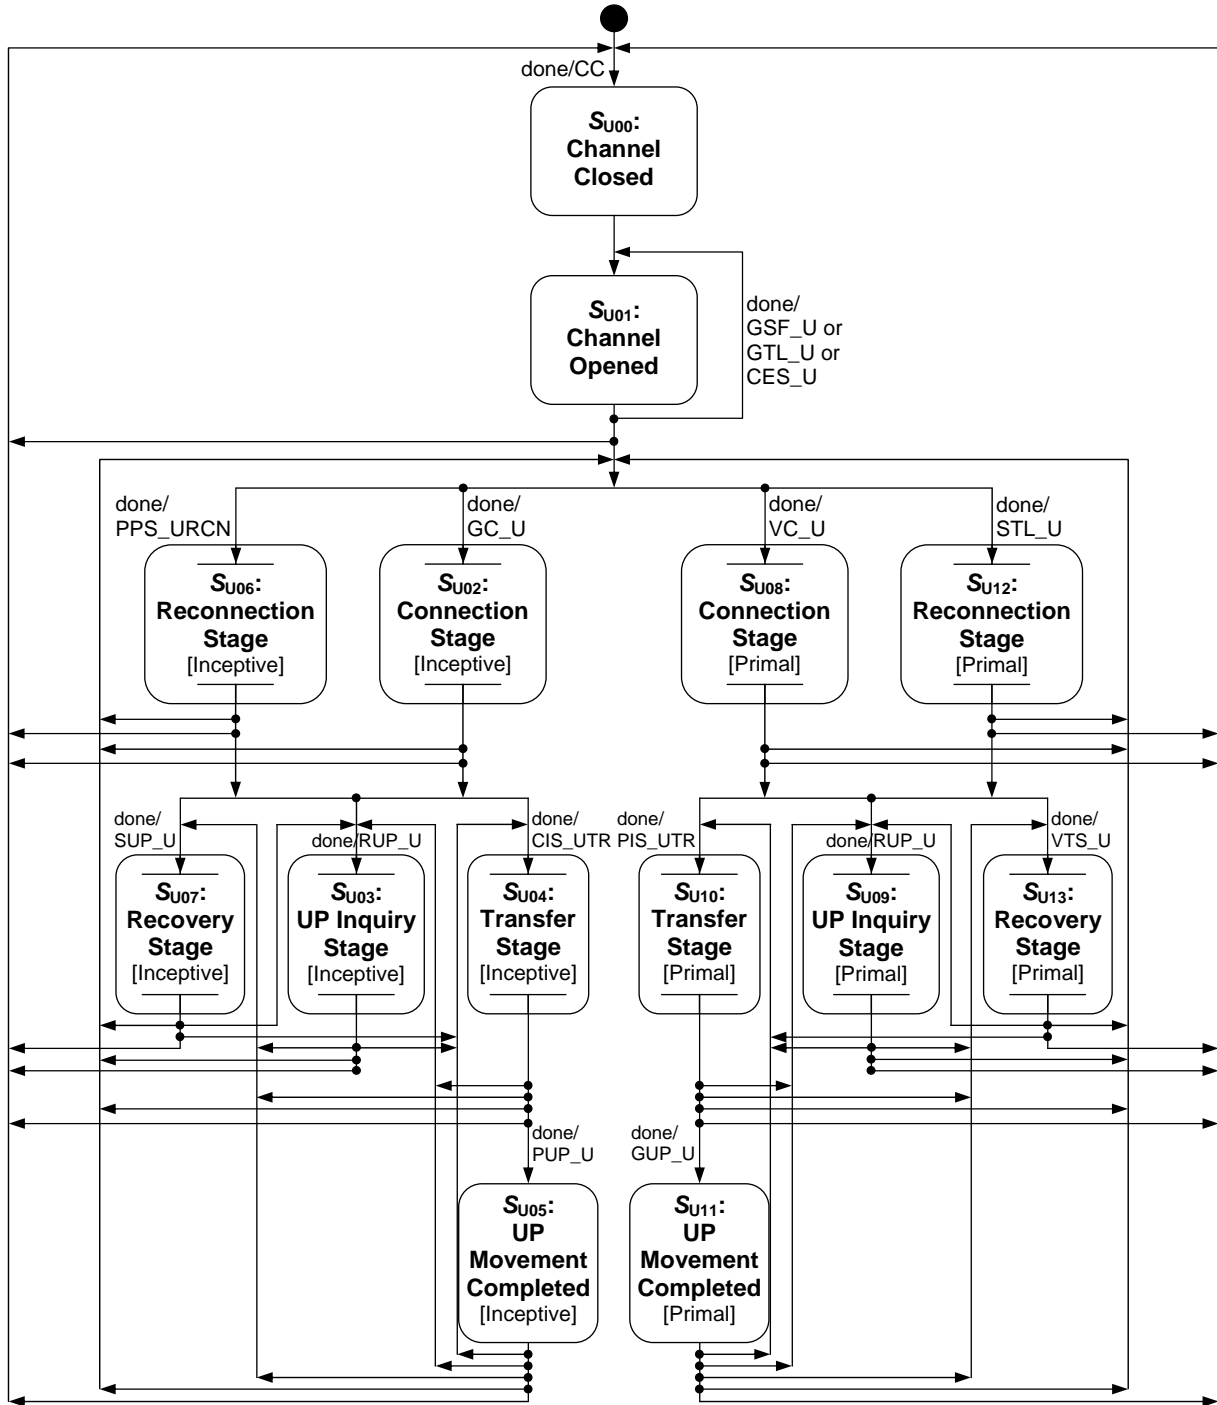 done/CC
SU00:
Channel
Closed
SU01:
Channel
Opened
done/
GSF_U or
GTL_U or
CES_U
done/
PPS_URCN
done/
GC_U
done/
VC_U
done/
STL_U
SU06:
Reconnection
Stage
[Inceptive]
SU02:
Connection
Stage
[Inceptive]
SU08:
Connection
Stage
[Primal]
SU12:
Reconnection
Stage
[Primal]
done/
SUP_U
done/RUP_U
done/
CIS_UTR
done/
PIS_UTR
done/RUP_U
done/
VTS_U
SU07:
Recovery
Stage
[Inceptive]
SU03:
UP Inquiry
Stage
[Inceptive]
SU04:
Transfer
Stage
[Inceptive]
SU10:
Transfer
Stage
[Primal]
SU09:
UP Inquiry
Stage
[Primal]
SU13:
Recovery
Stage
[Primal]
done/
PUP_U
done/
GUP_U
SU05:
UP
Movement
Completed
[Inceptive]
SU11:
UP
Movement
Completed
[Primal]